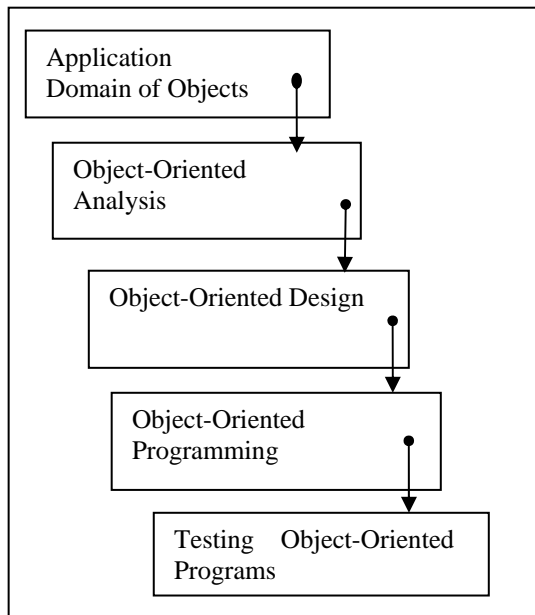 Application
Domain of Objects
Object-Oriented
Analysis
Object-Oriented Design
Object-Oriented
Programming
Testing Object-Oriented
Programs